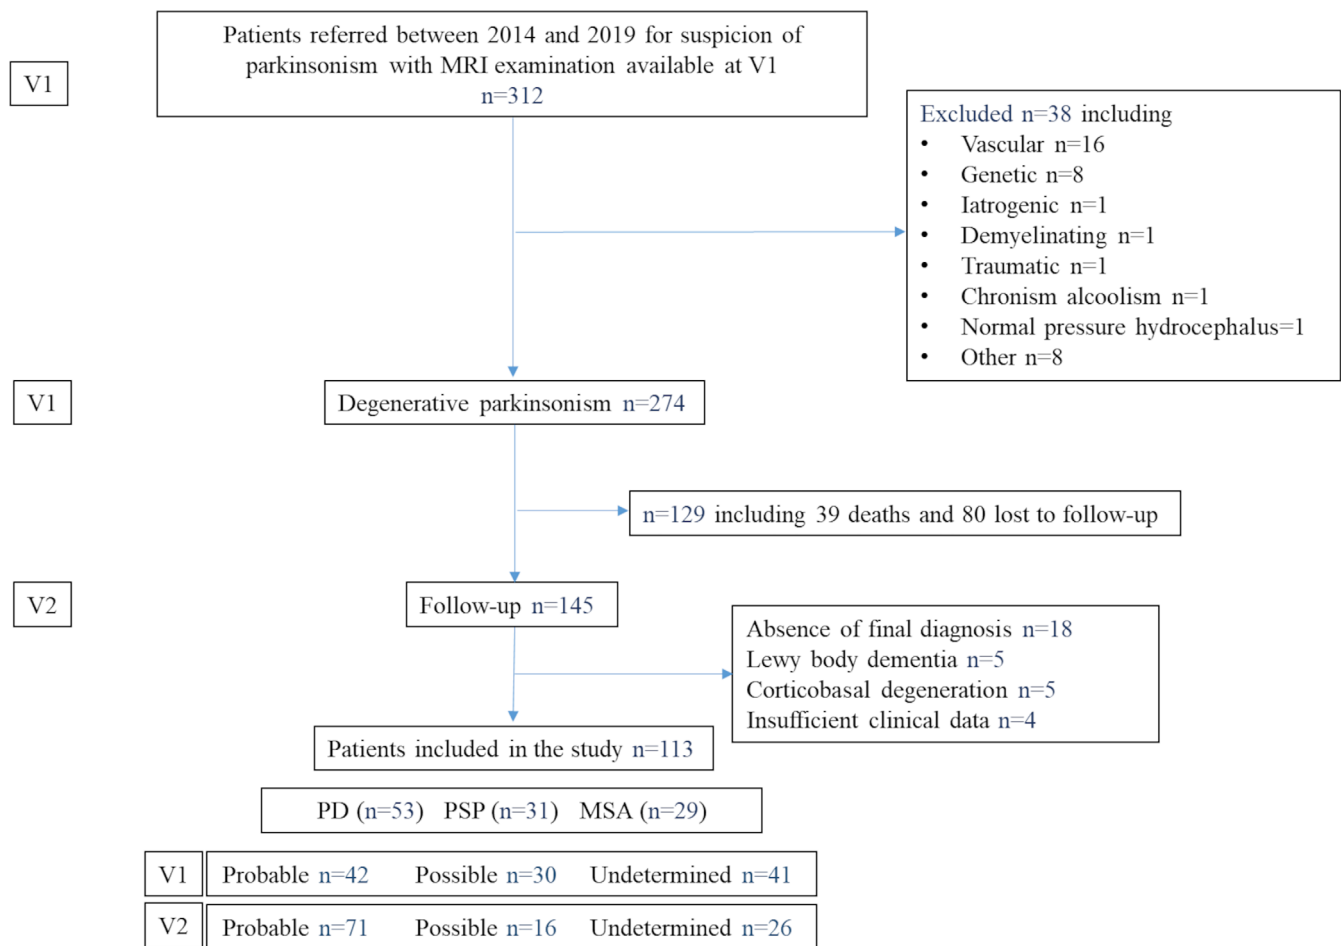 Patients referred between 2014 and 2019 for suspicion of
parkinsonism with MRI examination available at V1
n=312
V1
Excluded n=38 including
• Vascular n=16
• Genetic n=8
• Iatrogenic n=1
• Demyelinating n=1
• Traumatic n=1
• Chronism alcoolism n=1
• Normal pressure hydrocephalus=1
• Other n=8
V1
Degenerative parkinsonism n=274
n=129 including 39 deaths and 80 lost to follow-up
V2
Follow-up n=145
Absence of final diagnosis n=18
Lewy body dementia n=5
Corticobasal degeneration n=5
Insufficient clinical data n=4
Patients included in the study n=113
PD (n=53) PSP (n=31) MSA (n=29)
V1 Probable n=42 Possible n=30 Undetermined n=41
V2 Probable n=71 Possible n=16 Undetermined n=26